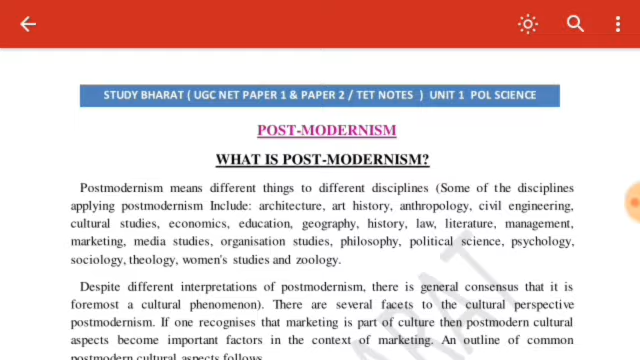 STUDY BHARAT ( UGC NET PAPER 1 & PAPER 2 / TET NOTES ) UNIT 1 POL SCIENCE
POST-MODERNISM
WHAT IS POST-MODERNISM?
Postmodernism means different things to different disciplines (Some of the disciplines
applying postmodernism Include: architecture, art history, anthropology, civil engineering,
cultural studies, economics, education, geography, history, law, literature, management,
marketing, media studies, organisation studies, philosophy, political science, psychology,
sociology, theology, women's studies and zoology.
Despite different interpretations of postmodernism, there is general consensus that it is
foremost a cultural phenomenon). There are several facets to the cultural perspective
postmodernism. If one recognises that marketing is part of culture then postmodern cultural
aspects become important factors in the context of marketing. An outline of common
postmodern cultural aspects follows